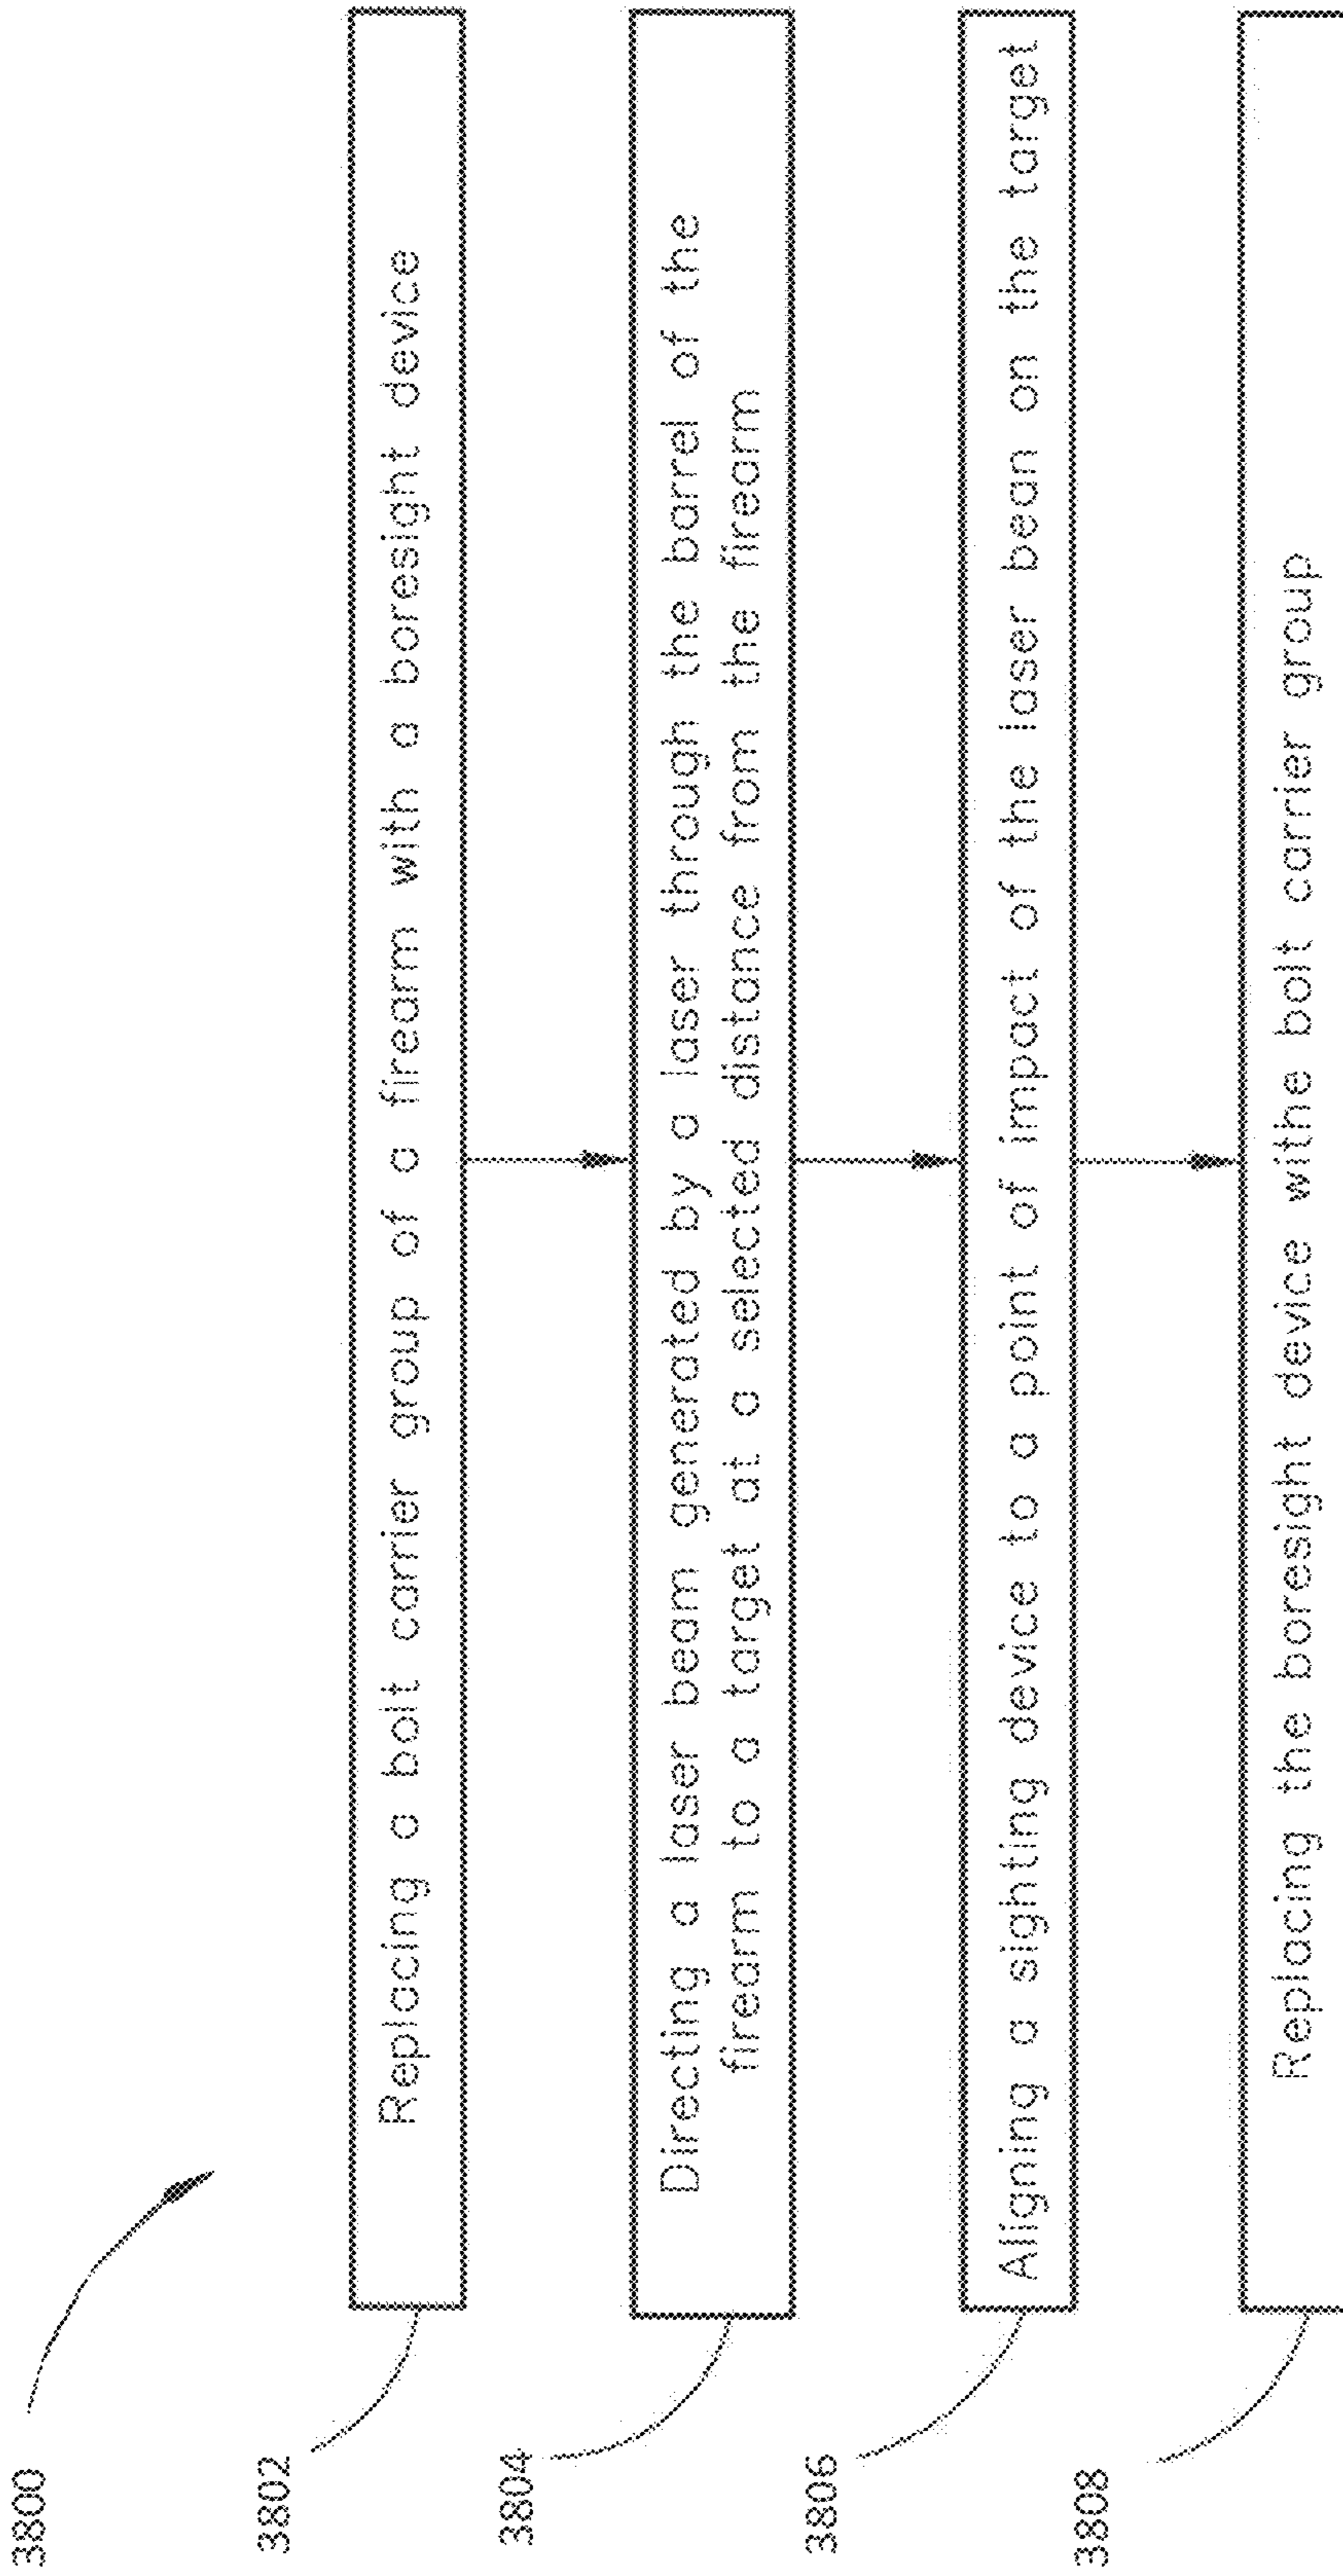 3800
3802
Replacing a bolt carrier group of a firearm with a boresight device
3804
Directing a laser beam generated by a laser through the barrel of the
firearm to a target at a selected distance from the firearm
3806
Aligning a sighting device to a point of impact of the laser bean on the target
3808
Replacing the boresight device withe the bolt carrier group